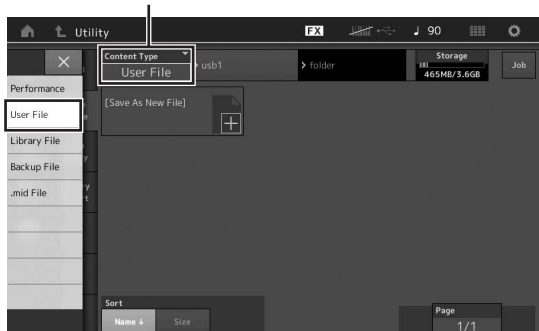 Utility
FX
♩ 90
Content Type
User File
usb1
folder
Storage
465MB/3.6GB
Job
Performance
User File
Library File
Backup File
.mid File
[Save As New File]
Sort
Name ↓
Size
Page
1/1